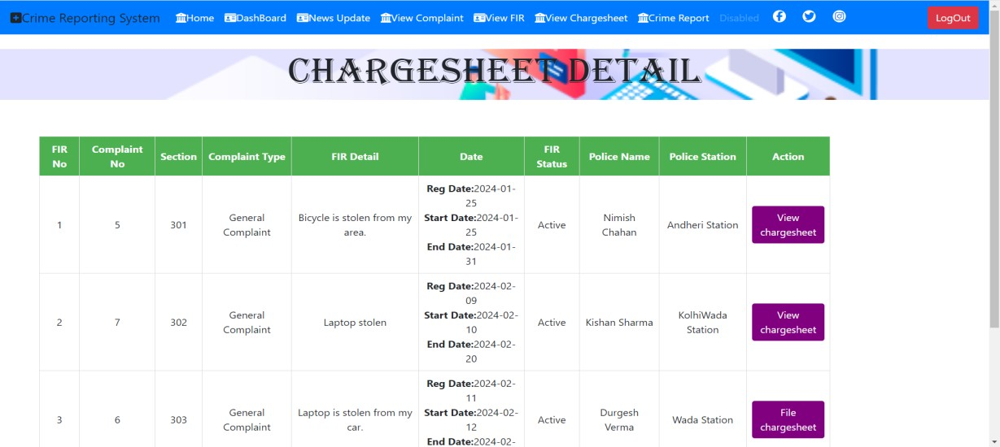 Crime Reporting System Home DashBoard News Update View Complaint View FIR View Chargesheet Crime Report Disabled LogOut
CHARGESHEET DETAIL
FIR No Complaint No Section Complaint Type FIR Detail Date FIR Status Police Name Police Station Action
1 5 301 General Complaint Bicycle is stolen from my area. Reg Date:2024-01-25 Start Date:2024-01-25 End Date:2024-01-31 Active Nimish Chahan Andheri Station View chargesheet
2 7 302 General Complaint Laptop stolen Reg Date:2024-02-09 Start Date:2024-02-10 End Date:2024-02-20 Active Kishan Sharma KolhiWada Station View chargesheet
3 6 303 General Complaint Laptop is stolen from my car. Reg Date:2024-02-11 Start Date:2024-02-12 End Date:2024-02- Active Durgesh Verma Wada Station File chargesheet